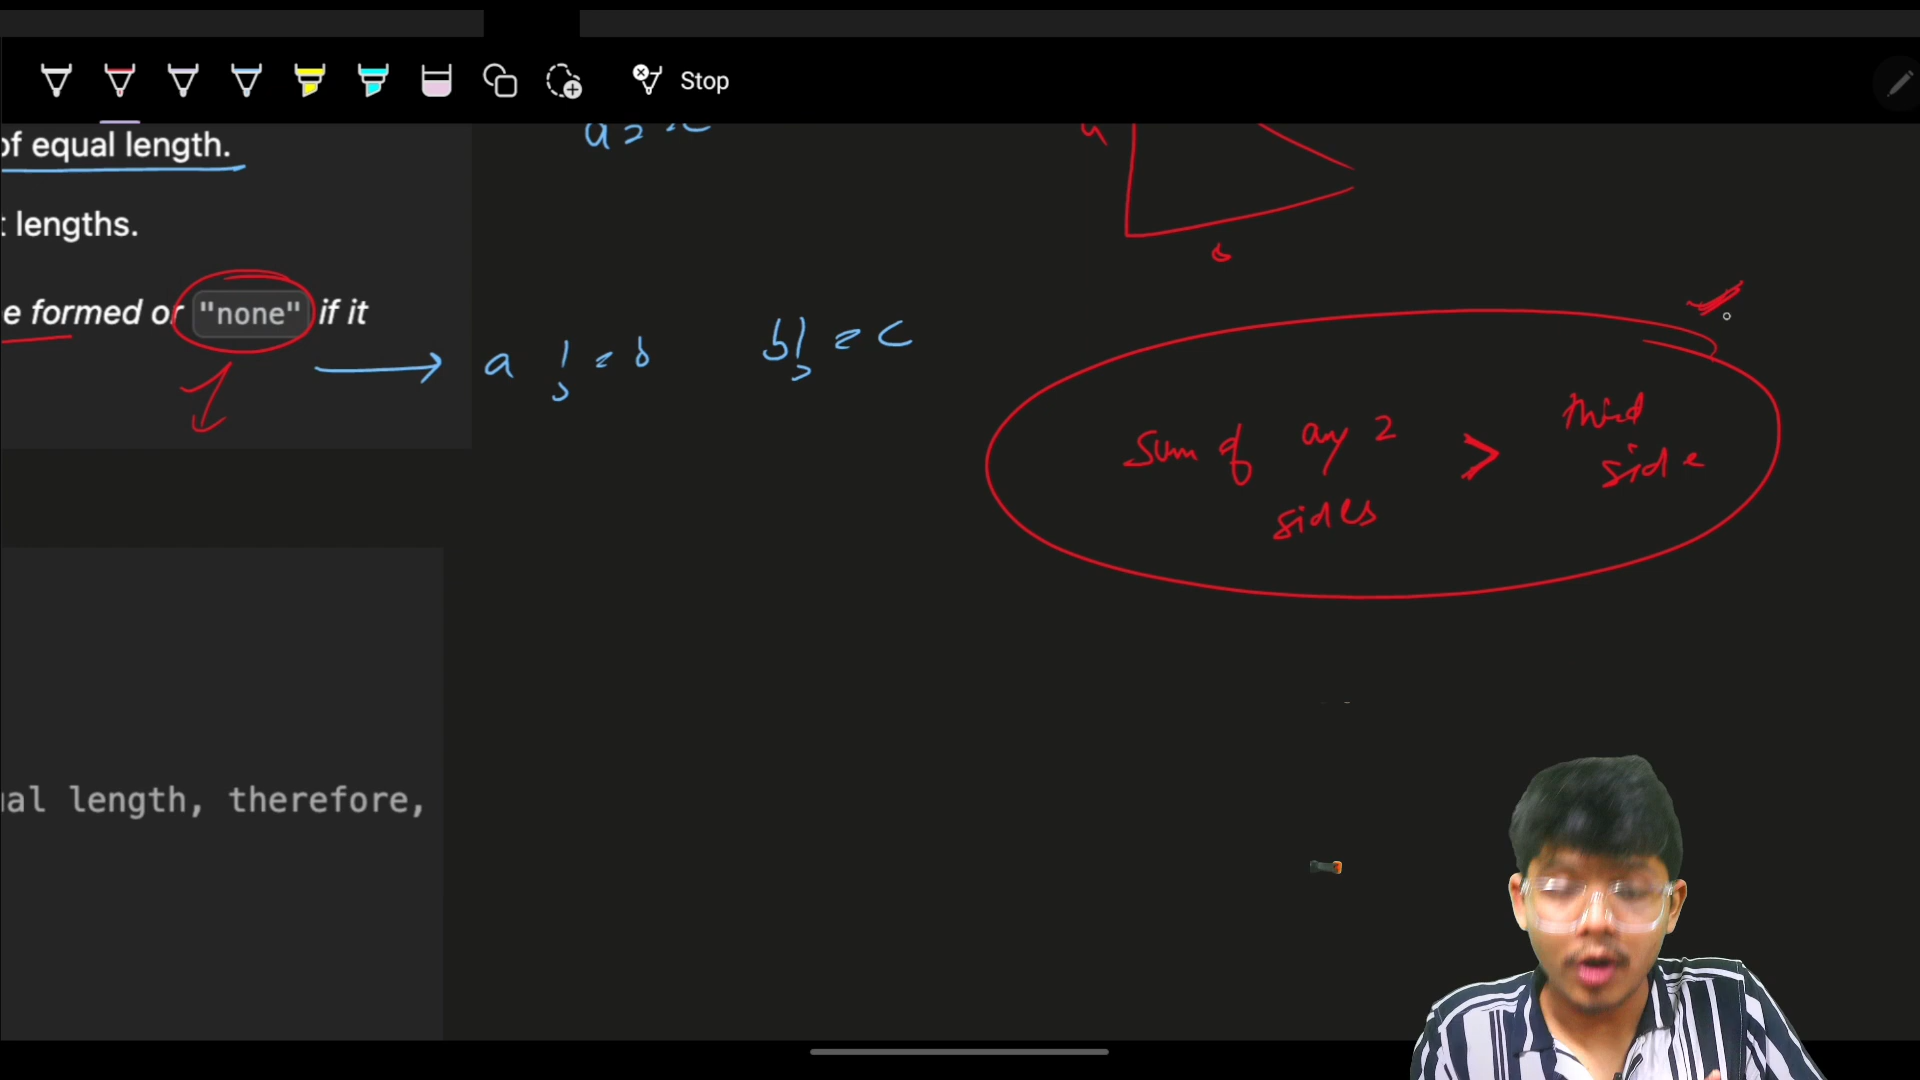 Stop
of equal length.
t lengths.
e formed or "none" if it
a != b
b != c
a
b
sum of any 2 sides > third side
al length, therefore,